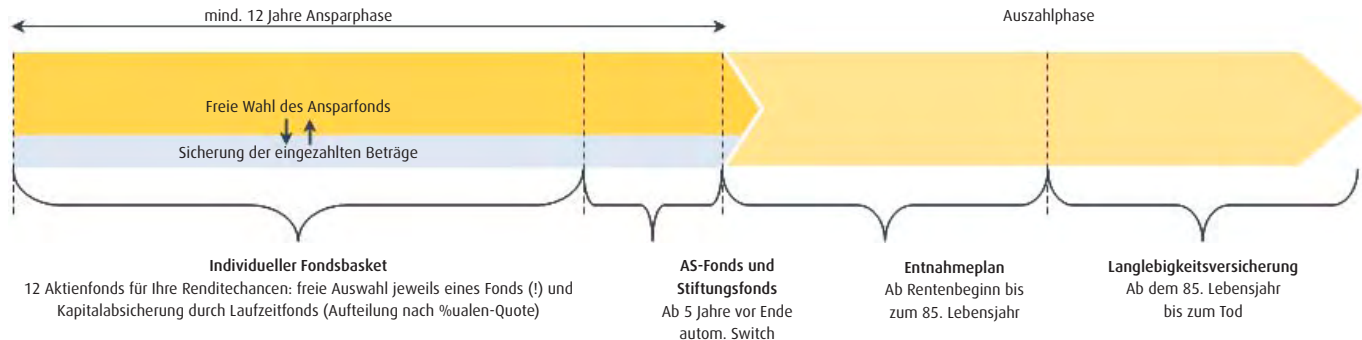 mind. 12 Jahre Ansparphase
Auszahlphase
Freie Wahl des Ansparfonds
Sicherung der eingezahlten Beträge
Individueller Fondsbasket
12 Aktienfonds für Ihre Renditechancen: freie Auswahl jeweils eines Fonds (!) und
Kapitalabsicherung durch Laufzeitfonds (Aufteilung nach %ualen-Quote)
AS-Fonds und
Stiftungsfonds
Ab 5 Jahre vor Ende
autom. Switch
Entnahmeplan
Ab Rentenbeginn bis
zum 85. Lebensjahr
Langlebigkeitsversicherung
Ab dem 85. Lebensjahr
bis zum Tod